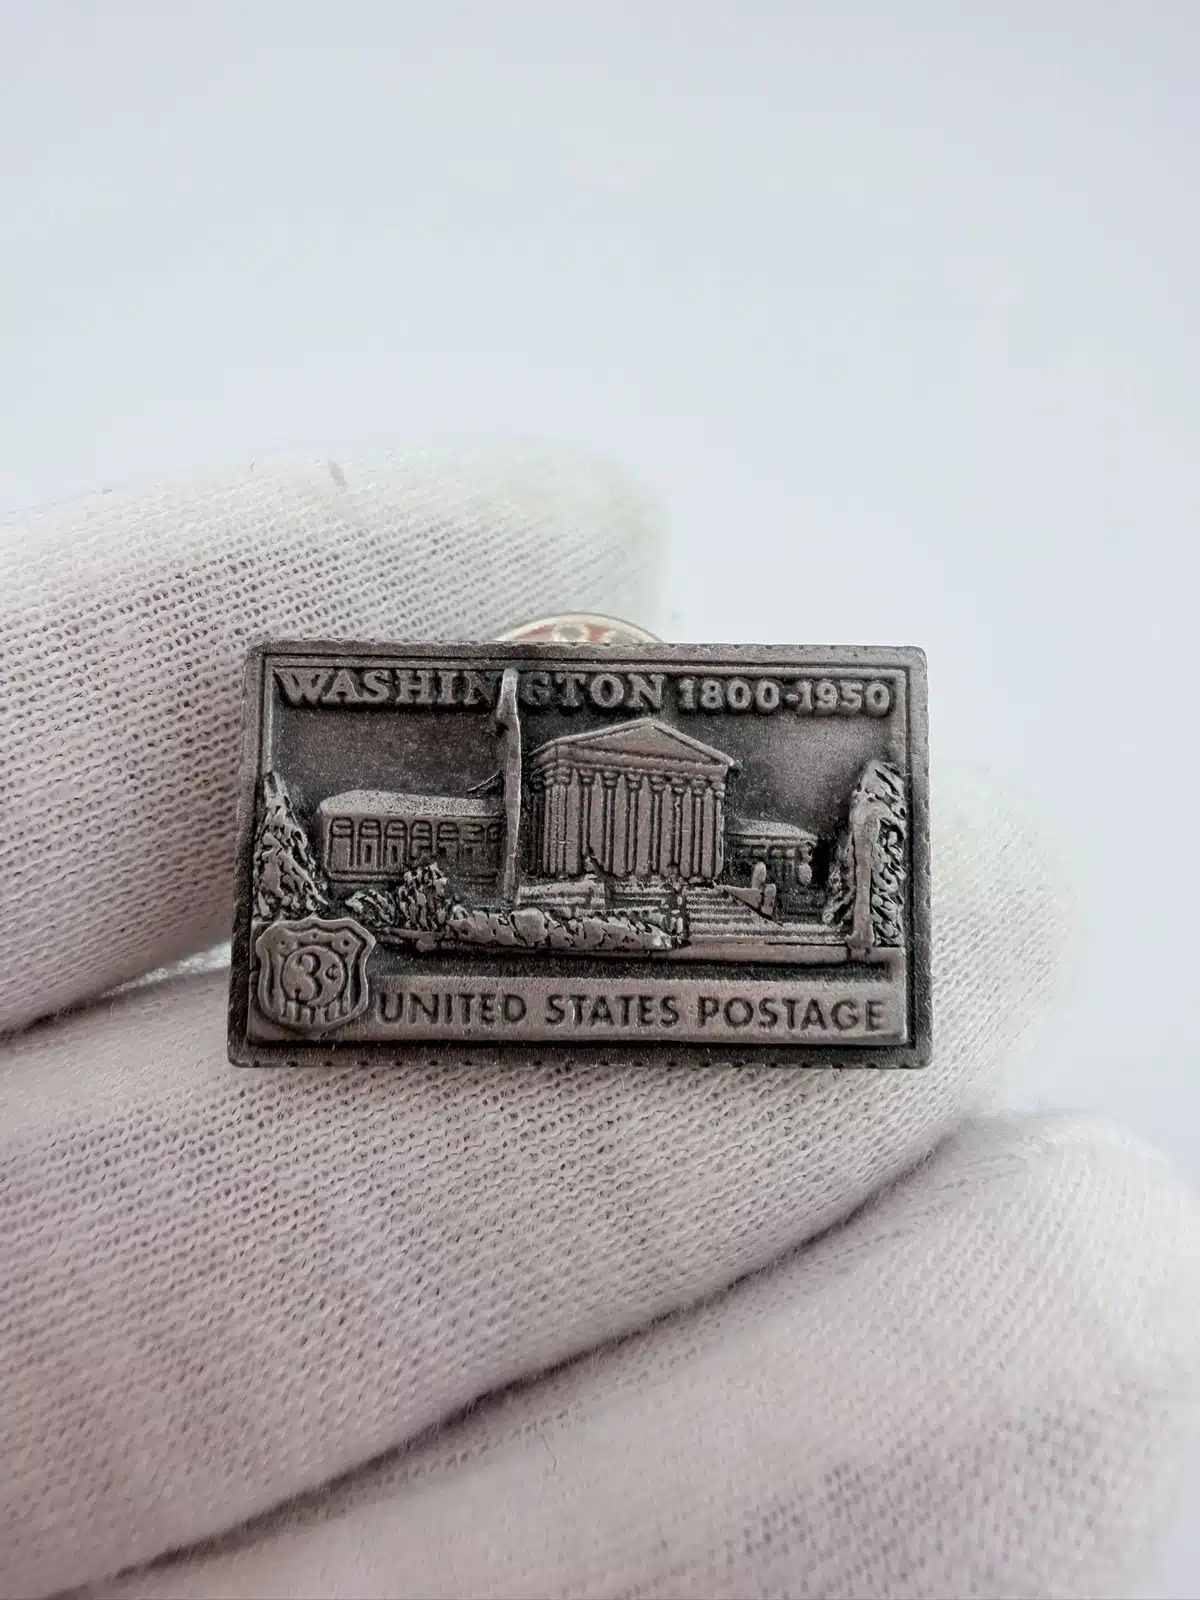 WASHINGTON 1800-1950
3¢
UNITED STATES POSTAGE